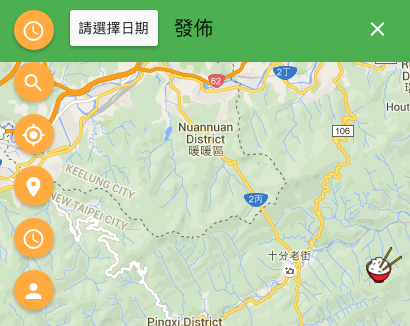 請選擇日期
發佈
2丁
62
106
Hout
Nuannuan
District
暖暖區
KEELUNG CITY
NEW TAIPEI CITY
2丙
十分老街
Pingxi District